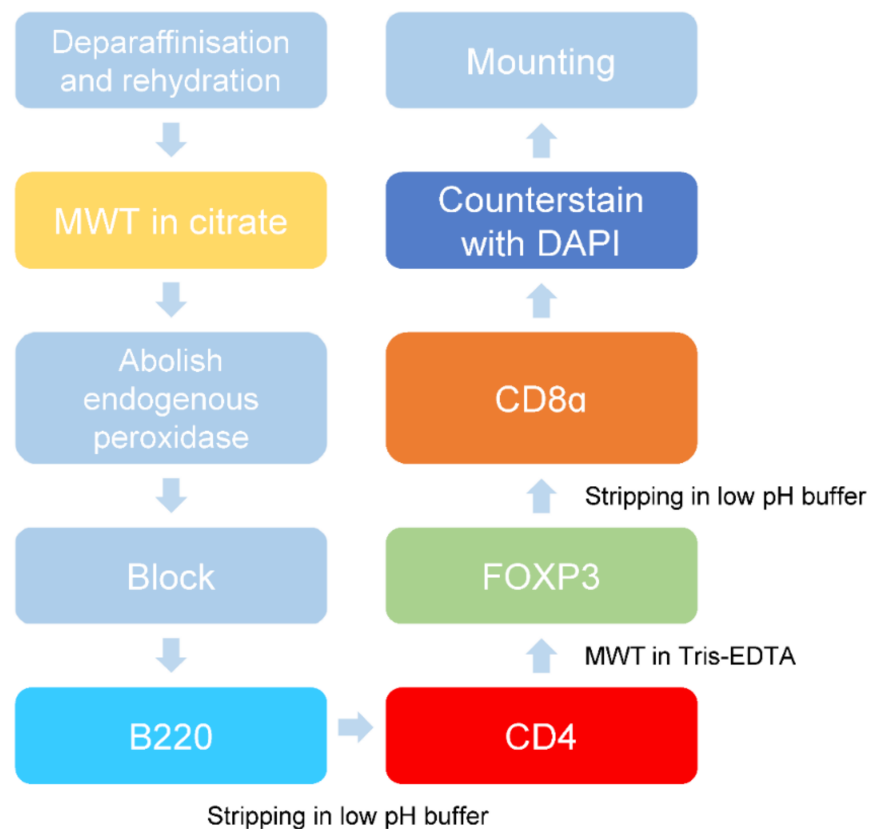 Deparaffinisation
and rehydration
MWT in citrate
Abolish
endogenous
peroxidase
Block
B220
Stripping in low pH buffer
CD4
MWT in Tris-EDTA
FOXP3
Stripping in low pH buffer
CD8α
Counterstain
with DAPI
Mounting